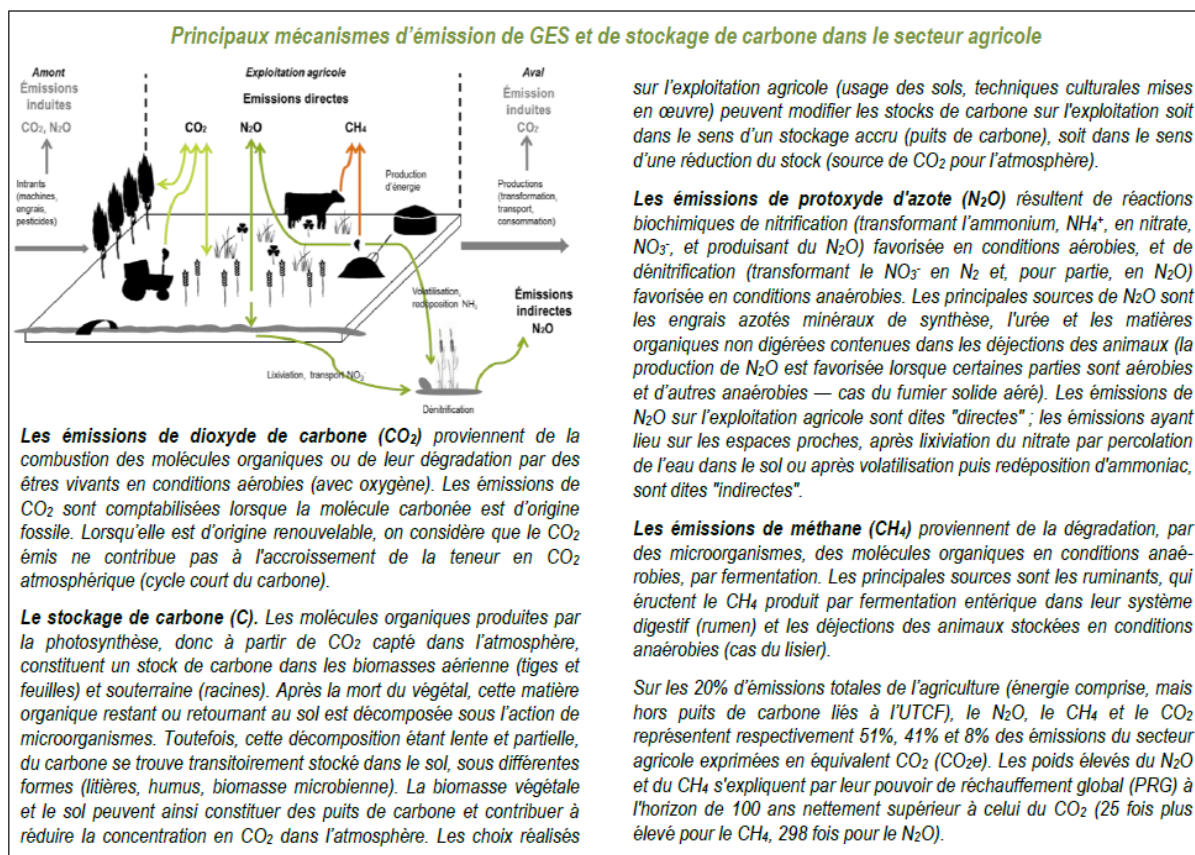 Principaux mécanismes d'émission de GES et de stockage de carbone dans le secteur agricole
Amont
Émissions
induites
CO₂, N₂O
Exploitation agricole
Emissions directes
CO₂
N₂O
CH₄
Aval
Émission
induites
CO₂
Intrants
(machines,
engrais,
pesticides)
Production
d'énergie
Productions
(transformation,
transport,
consommation)
Volatilisation,
redéposition NH₃
Émissions
indirectes
N₂O
Lixiviation, transport NO₃⁻
Dénitrification
Les émissions de dioxyde de carbone (CO₂) proviennent de la
combustion des molécules organiques ou de leur dégradation par des
êtres vivants en conditions aérobies (avec oxygène). Les émissions de
CO₂ sont comptabilisées lorsque la molécule carbonée est d'origine
fossile. Lorsqu'elle est d'origine renouvelable, on considère que le CO₂
émis ne contribue pas à l'accroissement de la teneur en CO₂
atmosphérique (cycle court du carbone).
Le stockage de carbone (C). Les molécules organiques produites par
la photosynthèse, donc à partir de CO₂ capté dans l'atmosphère,
constituent un stock de carbone dans les biomasses aérienne (tiges et
feuilles) et souterraine (racines). Après la mort du végétal, cette matière
organique restant ou retournant au sol est décomposée sous l'action de
microorganismes. Toutefois, cette décomposition étant lente et partielle,
du carbone se trouve transitoirement stocké dans le sol, sous différentes
formes (litières, humus, biomasse microbienne). La biomasse végétale
et le sol peuvent ainsi constituer des puits de carbone et contribuer à
réduire la concentration en CO₂ dans l'atmosphère. Les choix réalisés
sur l'exploitation agricole (usage des sols, techniques culturales mises
en œuvre) peuvent modifier les stocks de carbone sur l'exploitation soit
dans le sens d'un stockage accru (puits de carbone), soit dans le sens
d'une réduction du stock (source de CO₂ pour l'atmosphère).
Les émissions de protoxyde d'azote (N₂O) résultent de réactions
biochimiques de nitrification (transformant l'ammonium, NH₄⁺, en nitrate,
NO₃⁻, et produisant du N₂O) favorisée en conditions aérobies, et de
dénitrification (transformant le NO₃⁻ en N₂ et, pour partie, en N₂O)
favorisée en conditions anaérobies. Les principales sources de N₂O sont
les engrais azotés minéraux de synthèse, l'urée et les matières
organiques non digérées contenues dans les déjections des animaux (la
production de N₂O est favorisée lorsque certaines parties sont aérobies
et d'autres anaérobies — cas du fumier solide aéré). Les émissions de
N₂O sur l'exploitation agricole sont dites "directes" ; les émissions ayant
lieu sur les espaces proches, après lixiviation du nitrate par percolation
de l'eau dans le sol ou après volatilisation puis redéposition d'ammoniac,
sont dites "indirectes".
Les émissions de méthane (CH₄) proviennent de la dégradation, par
des microorganismes, des molécules organiques en conditions anaé-
robies, par fermentation. Les principales sources sont les ruminants, qui
éructent le CH₄ produit par fermentation entérique dans leur système
digestif (rumen) et les déjections des animaux stockées en conditions
anaérobies (cas du lisier).
Sur les 20% d'émissions totales de l'agriculture (énergie comprise, mais
hors puits de carbone liés à l'UTCF), le N₂O, le CH₄ et le CO₂
représentent respectivement 51%, 41% et 8% des émissions du secteur
agricole exprimées en équivalent CO₂ (CO₂e). Les poids élevés du N₂O
et du CH₄ s'expliquent par leur pouvoir de réchauffement global (PRG) à
l'horizon de 100 ans nettement supérieur à celui du CO₂ (25 fois plus
élevé pour le CH₄, 298 fois pour le N₂O).